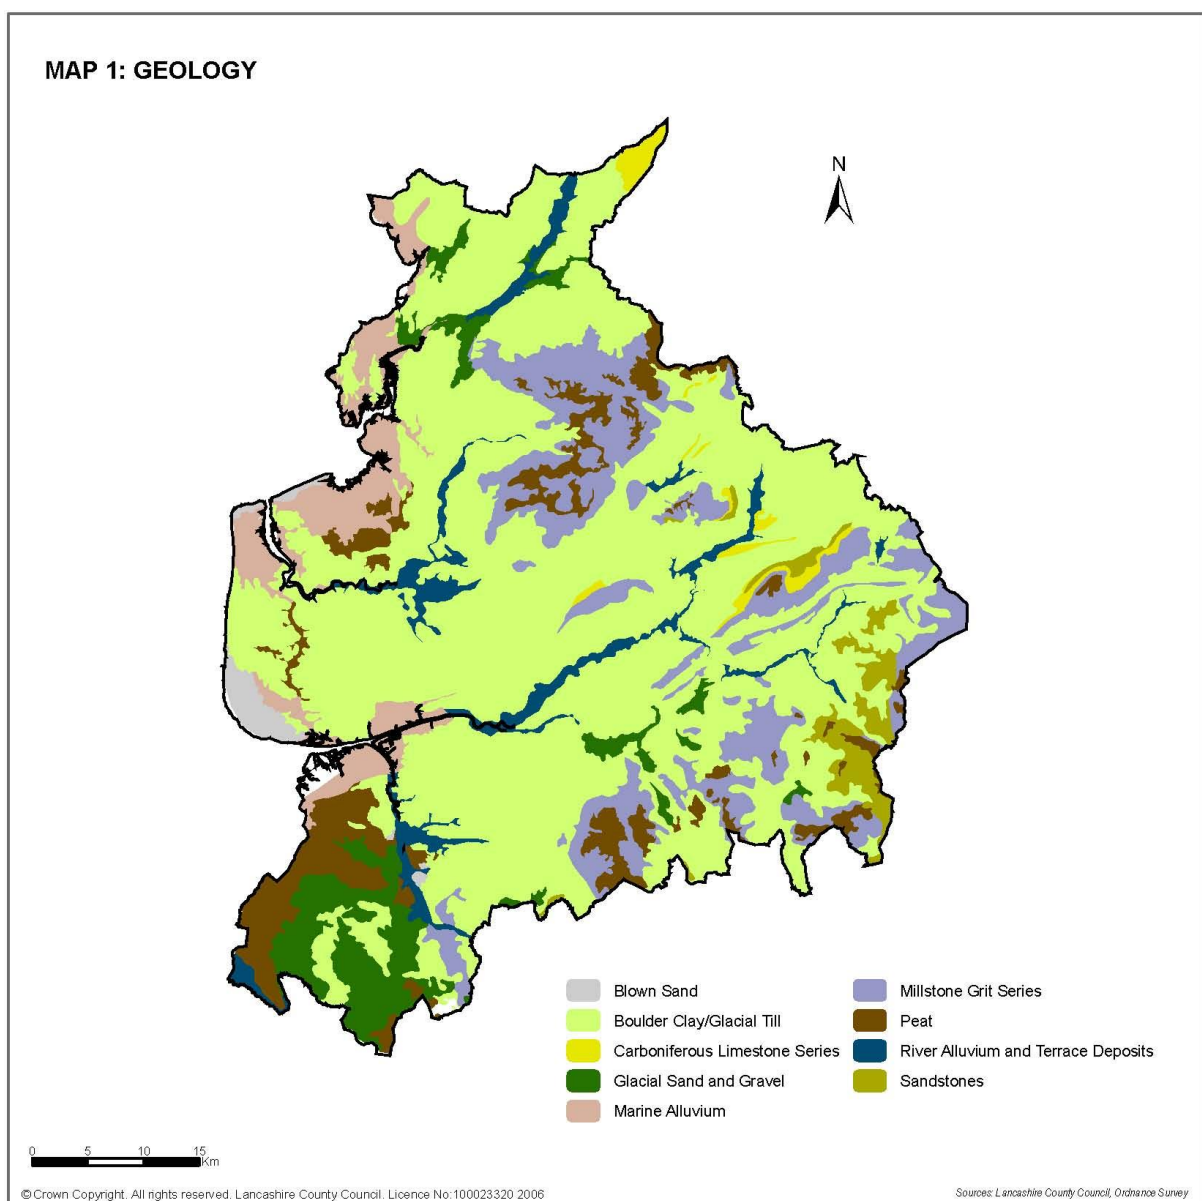 MAP 1: GEOLOGY
N
Blown Sand
Boulder Clay/Glacial Till
Carboniferous Limestone Series
Glacial Sand and Gravel
Marine Alluvium
Millstone Grit Series
Peat
River Alluvium and Terrace Deposits
Sandstones
0 5 10 15
Km
© Crown Copyright. All rights reserved. Lancashire County Council. Licence No:100023320 2006
Sources: Lancashire County Council, Ordnance Survey